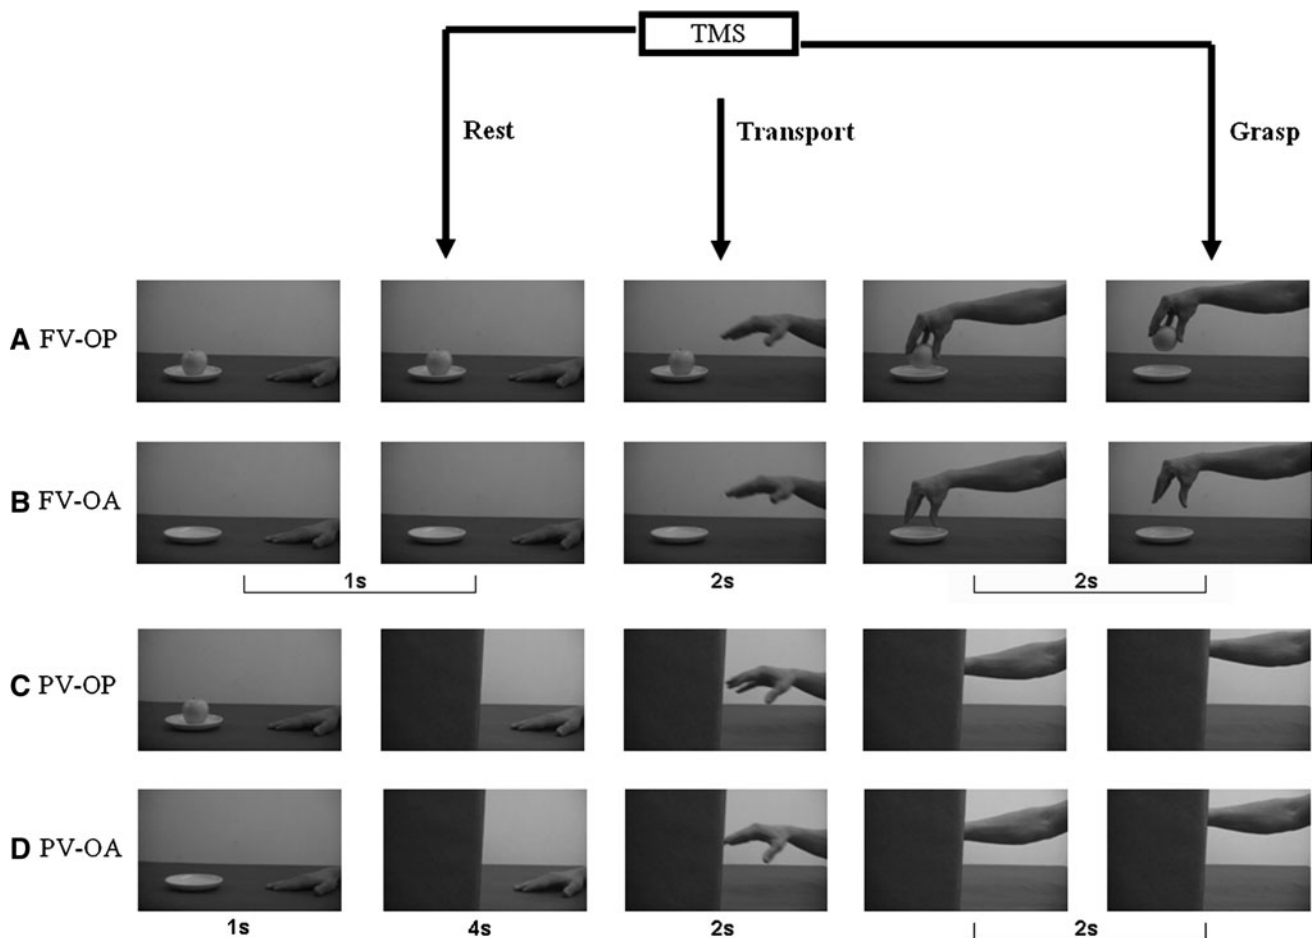 TMS
Rest
Transport
Grasp
A FV-OP
B FV-OA
1s
2s
2s
C PV-OP
D PV-OA
1s
4s
2s
2s